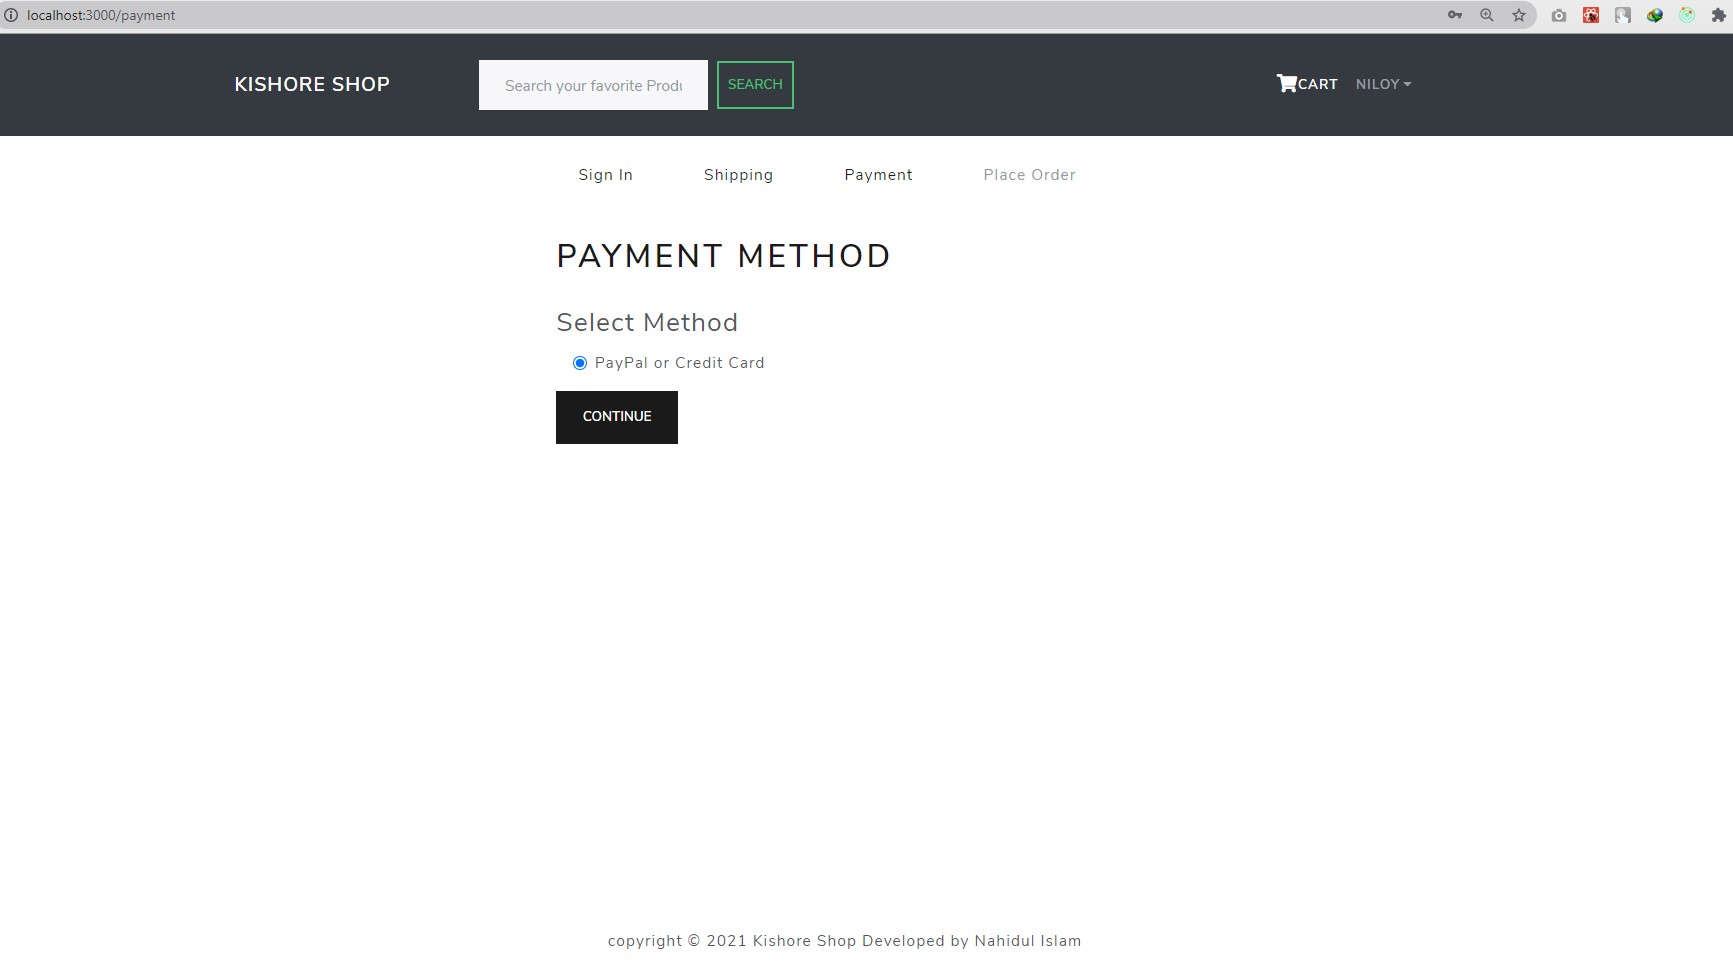 localhost:3000/payment
KISHORE SHOP
Search your favorite Produ
SEARCH
CART
NILOY
Sign In
Shipping
Payment
Place Order
PAYMENT METHOD
Select Method
PayPal or Credit Card
CONTINUE
copyright © 2021 Kishore Shop Developed by Nahidul Islam